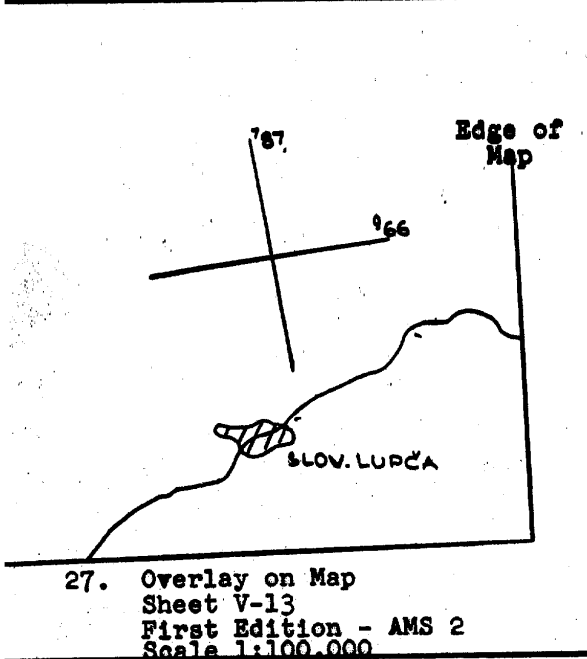 ⁷87
Edge of
Map
⁹66
SLOV. LUPČA
27. Overlay on Map
Sheet V-13
First Edition - AMS 2
Scale 1:100,000